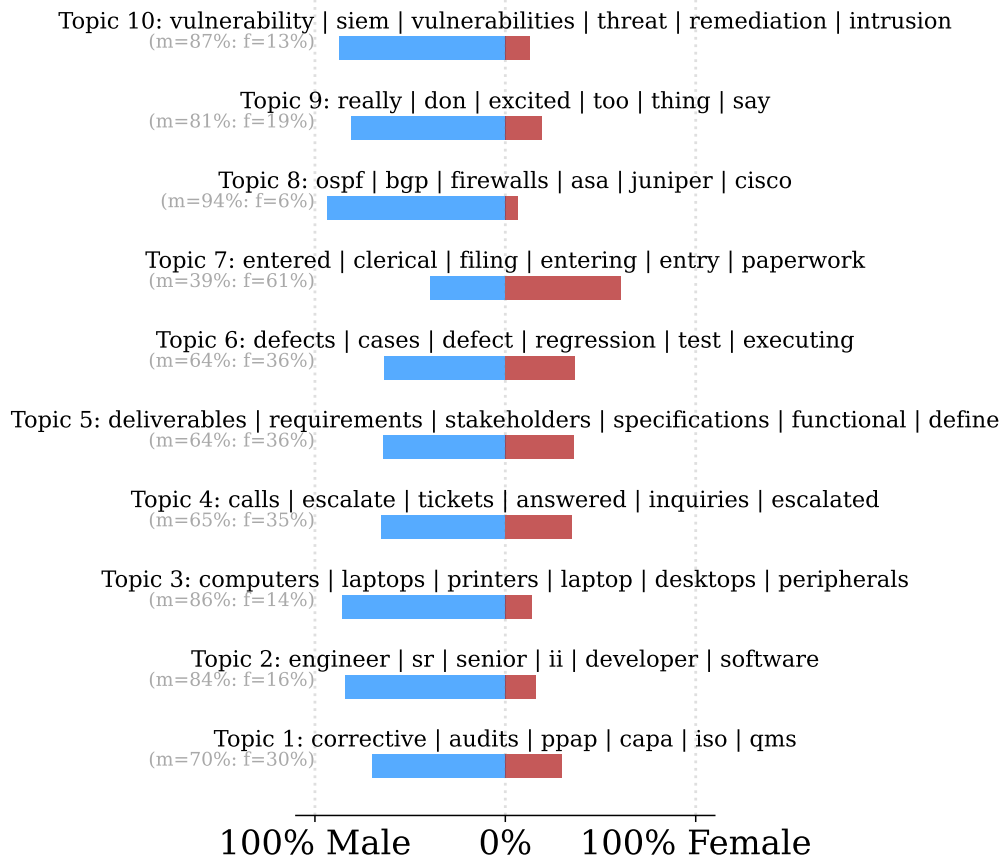 Topic 10: vulnerability | siem | vulnerabilities | threat | remediation | intrusion
(m=87%: f=13%)
Topic 9: really | don | excited | too | thing | say
(m=81%: f=19%)
Topic 8: ospf | bgp | firewalls | asa | juniper | cisco
(m=94%: f=6%)
Topic 7: entered | clerical | filing | entering | entry | paperwork
(m=39%: f=61%)
Topic 6: defects | cases | defect | regression | test | executing
(m=64%: f=36%)
Topic 5: deliverables | requirements | stakeholders | specifications | functional | define
(m=64%: f=36%)
Topic 4: calls | escalate | tickets | answered | inquiries | escalated
(m=65%: f=35%)
Topic 3: computers | laptops | printers | laptop | desktops | peripherals
(m=86%: f=14%)
Topic 2: engineer | sr | senior | ii | developer | software
(m=84%: f=16%)
Topic 1: corrective | audits | ppap | capa | iso | qms
(m=70%: f=30%)
100% Male 0% 100% Female